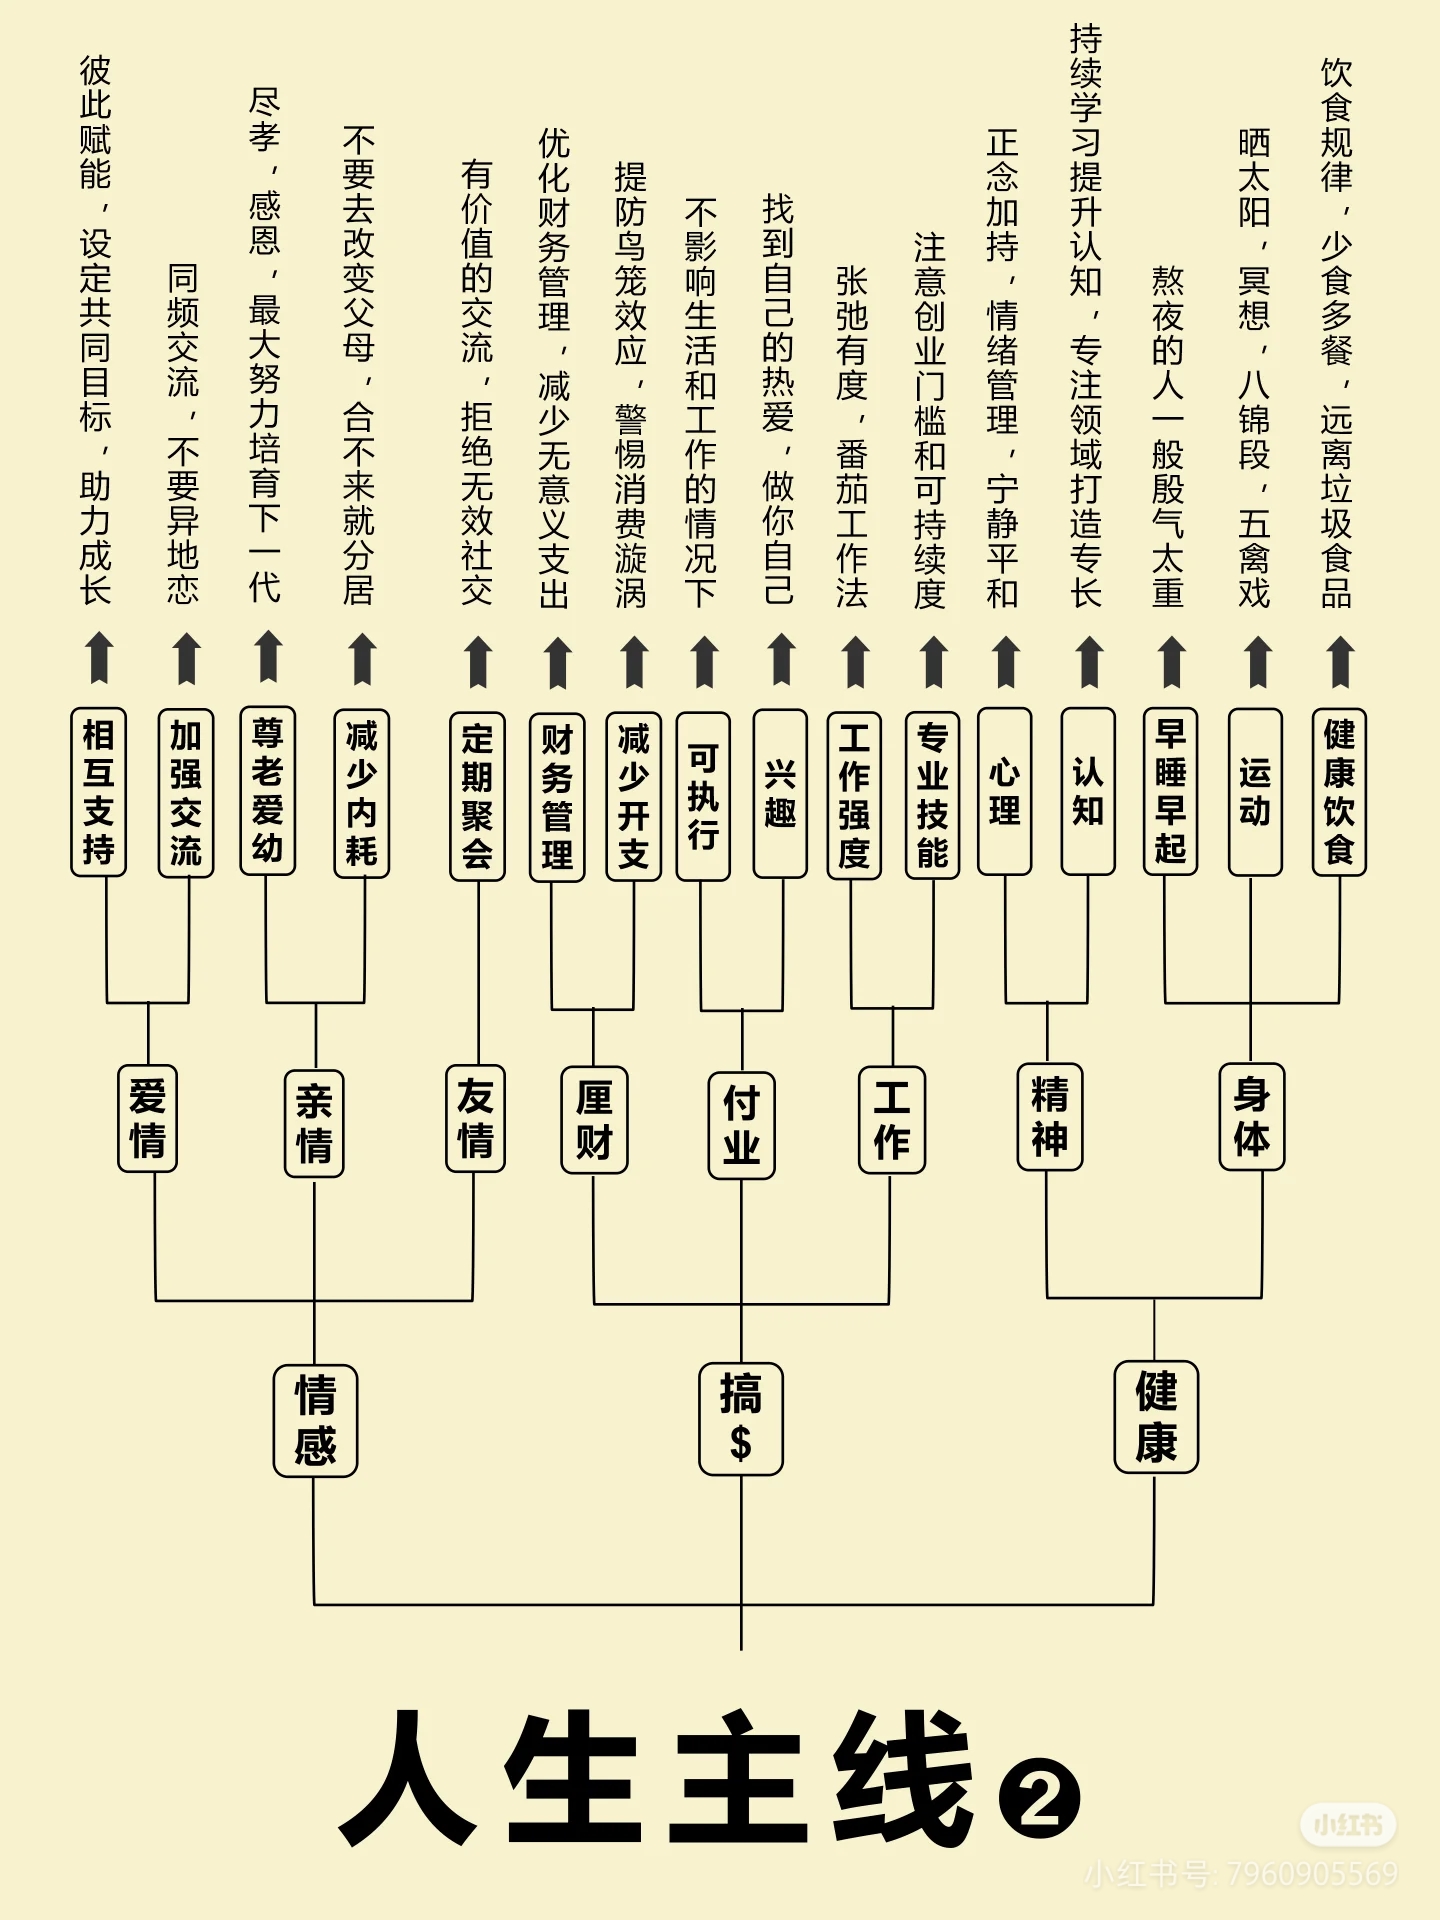 彼此赋能，设定共同目标，助力成长
同频交流，不要异地恋
尽孝，感恩，最大努力培育下一代
不要去改变父母，合不来就分居
有价值的交流，拒绝无效社交
优化财务管理，减少无意义支出
提防鸟笼效应，警惕消费漩涡
不影响生活和工作的情况下
找到自己的热爱，做你自己
张弛有度，番茄工作法
注意创业门槛和可持续度
正念加持，情绪管理，宁静平和
持续学习提升认知，专注领域打造专长
熬夜的人一般殷气太重
晒太阳，冥想，八锦段，五禽戏
饮食规律，少食多餐，远离垃圾食品
相互支持
加强交流
尊老爱幼
减少内耗
定期聚会
财务管理
减少开支
可执行
兴趣
工作强度
专业技能
心理
认知
早睡早起
运动
健康饮食
爱情
亲情
友情
厘财
付业
工作
精神
身体
情感
搞$
健康
人生主线❷
小红书
小红书号: 7960905569